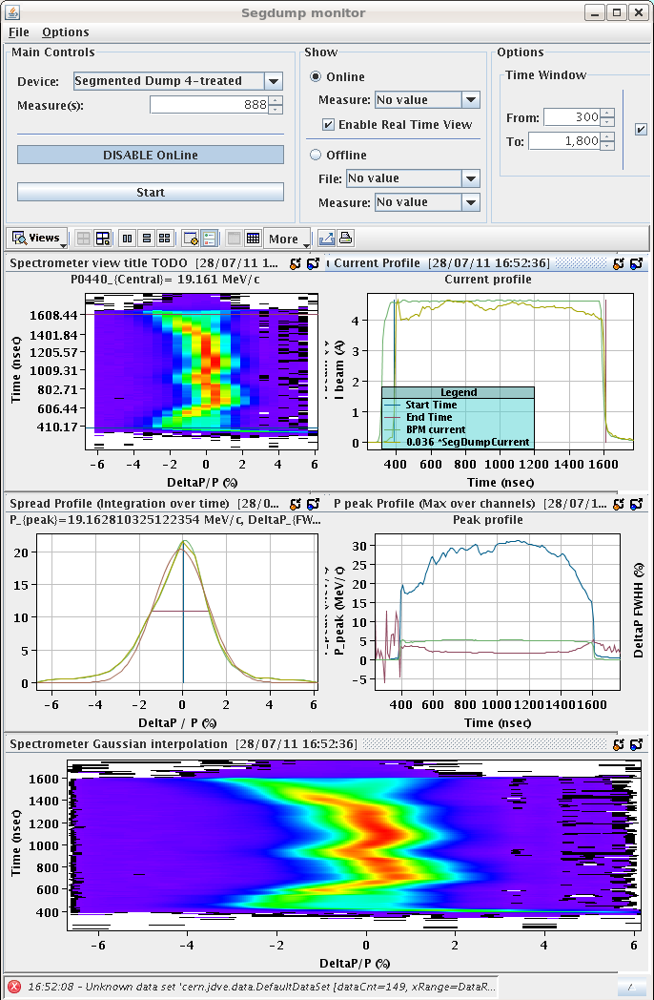 Segdump monitor
File Options
Main Controls
Device: Segmented Dump 4-treated
Measure(s): 888
DISABLE OnLine
Start
Show
Online
Measure: No value
Enable Real Time View
Offline
File: No value
Measure: No value
Options
Time Window
From: 300
To: 1,800
Views
More
Spectrometer view title TODO [28/07/11 1...
P0440_{Central}= 19.161 MeV/c
Time (nsec)
1608.44
1401.84
1205.57
1009.31
802.71
606.44
410.17
-6 -4 -2 0 2 4 6
DeltaP/P (%)
Current Profile [28/07/11 16:52:36]
Current profile
I beam (A)
4
3
2
1
0
Legend
Start Time
End Time
BPM current
0.036 *SegDumpCurrent
400 600 800 1000 1200 1400 1600
Time (nsec)
Spread Profile (Integration over time) [28/0...
P_{peak}=19.162810325122354 MeV/c, DeltaP_{FW...
20
15
10
5
0
-6 -4 -2 0 2 4 6
DeltaP / P (%)
P peak Profile (Max over channels) [28/07/1...
Peak profile
P_peak (MeV/c)
30
25
20
15
10
5
0
-5
DeltaP FWHH (%)
400 600 800 1000 1200 1400 1600
Time (nsec)
Spectrometer Gaussian interpolation [28/07/11 16:52:36]
Time (nsec)
1600
1400
1200
1000
800
600
400
-6 -4 -2 0 2 4 6
DeltaP/P (%)
16:52:08 - Unknown data set 'cern.jdve.data.DefaultDataSet [dataCnt=149, xRange=DataR...